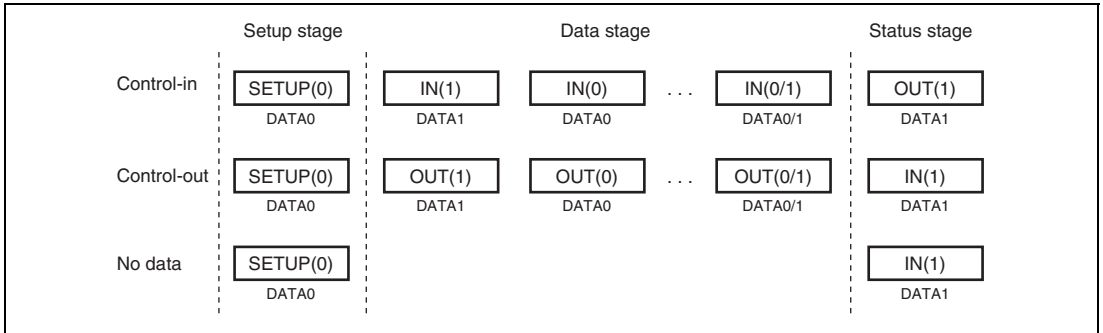 Setup stage Data stage Status stage
Control-in SETUP(0) IN(1) IN(0) . . . IN(0/1) OUT(1)
DATA0 DATA1 DATA0 DATA0/1 DATA1
Control-out SETUP(0) OUT(1) OUT(0) . . . OUT(0/1) IN(1)
DATA0 DATA1 DATA0 DATA0/1 DATA1
No data SETUP(0) IN(1)
DATA0 DATA1